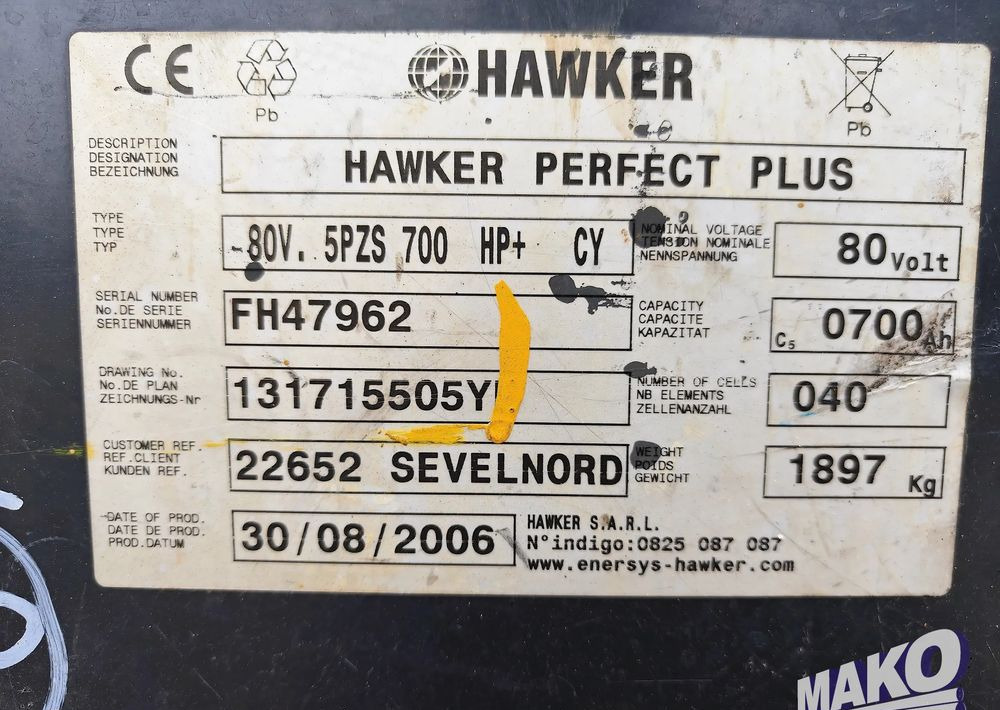 CE
Pb
HAWKER
Pb
DESCRIPTION
DESIGNATION
BEZEICHNUNG
HAWKER PERFECT PLUS
TYPE
TYPE
TYP
80V. 5PZS 700 HP+ CY
NOMINAL VOLTAGE
TENSION NOMINALE
NENNSPANNUNG
80 Volt
SERIAL NUMBER
No.DE SERIE
SERIENNUMMER
FH47962
CAPACITY
CAPACITE
KAPAZITAT
C5 0700 Ah
DRAWING No.
No.DE PLAN
ZEICHNUNGS-Nr
131715505Y
NUMBER OF CELLS
NB ELEMENTS
ZELLENANZAHL
040
CUSTOMER REF.
REF.CLIENT
KUNDEN REF.
22652 SEVELNORD
WEIGHT
POIDS
GEWICHT
1897 Kg
DATE OF PROD.
DATE DE PROD.
PROD.DATUM
30/08/2006
HAWKER S.A.R.L.
N°indigo:0825 087 087
www.enersys-hawker.com
MAKO